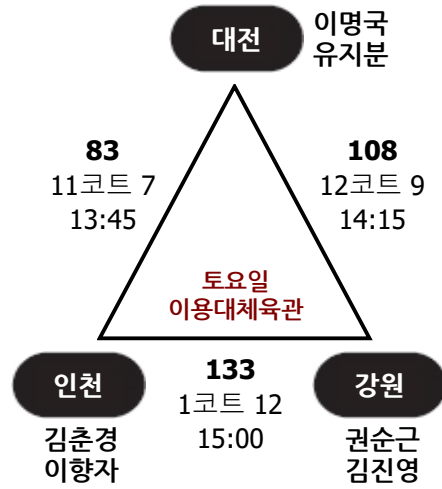 대전
이명국
유지분
83
11코트 7
13:45
108
12코트 9
14:15
토요일
이용대체육관
인천
김춘경
이향자
133
1코트 12
15:00
강원
권순근
김진영